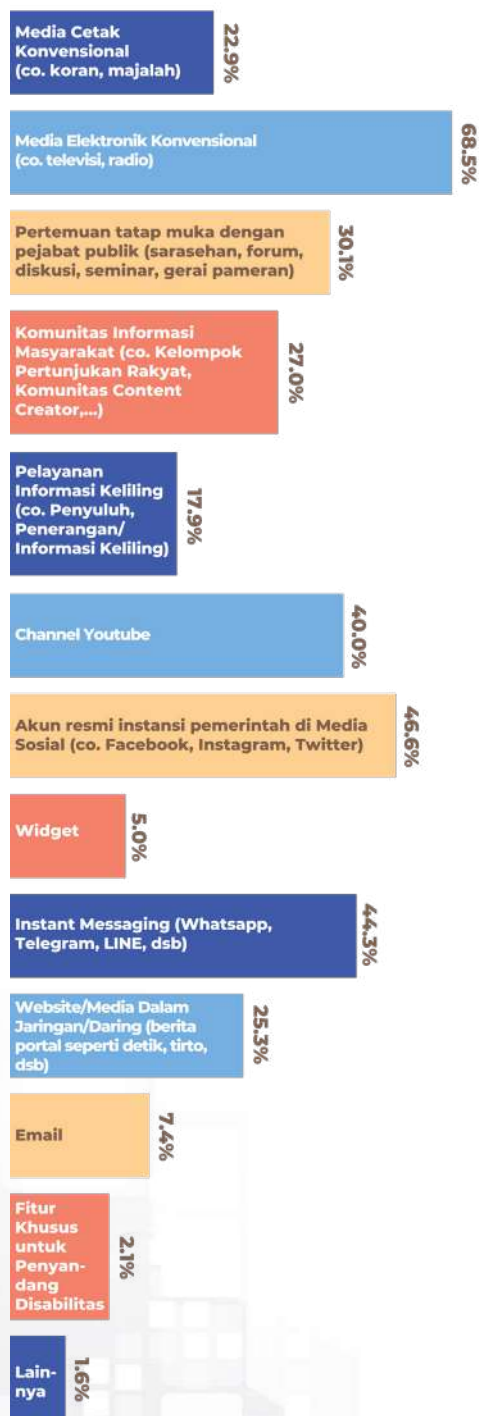 Media Cetak
Konvensional
(co. koran, majalah)
22.9%
Media Elektronik Konvensional
(co. televisi, radio)
68.5%
Pertemuan tatap muka dengan
pejabat publik (sarasehan, forum,
diskusi, seminar, gerai pameran)
30.1%
Komunitas Informasi
Masyarakat (co. Kelompok
Pertunjukan Rakyat,
Komunitas Content
Creator,...)
27.0%
Pelayanan
Informasi Keliling
(co. Penyuluh,
Penerangan/
Informasi Keliling)
17.9%
Channel Youtube
40.0%
Akun resmi instansi pemerintah di Media
Sosial (co. Facebook, Instagram, Twitter)
46.6%
Widget
5.0%
Instant Messaging (Whatsapp,
Telegram, LINE, dsb)
44.3%
Website/Media Dalam
Jaringan/Daring (berita
portal seperti detik, tirto,
dsb)
25.3%
Email
7.4%
Fitur
Khusus
untuk
Penyan-
dang
Disabilitas
2.1%
Lain-
nya
1.6%